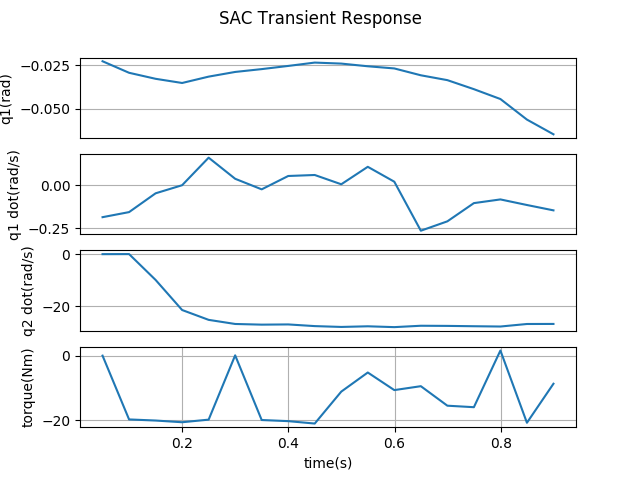 SAC Transient Response
q1(rad)
−0.025
−0.050
q1 dot(rad/s)
0.00
−0.25
q2 dot(rad/s)
0
−20
torque(Nm)
0
−20
0.2 0.4 0.6 0.8
time(s)